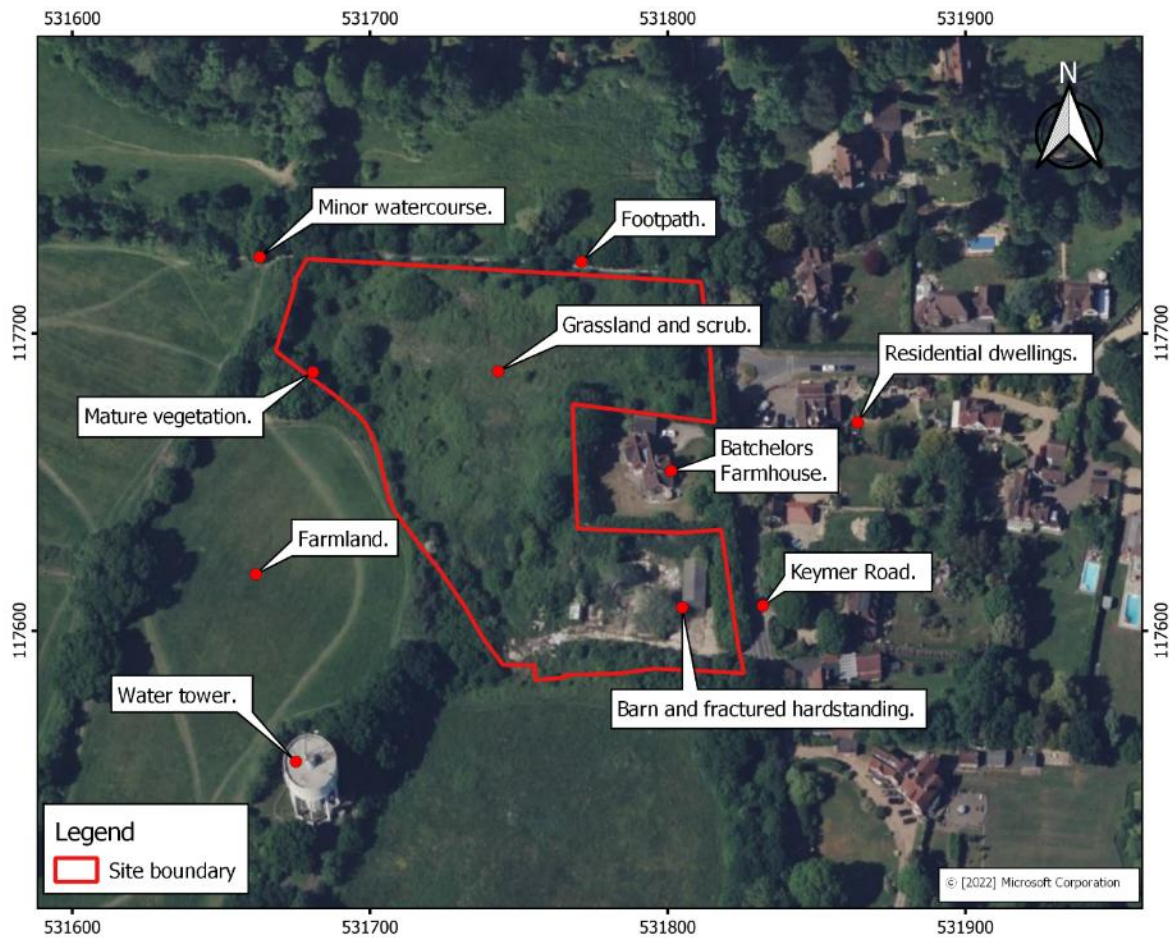 531600
531700
531800
531900
N
Minor watercourse.
Footpath.
117700
117700
Grassland and scrub.
Residential dwellings.
Mature vegetation.
Batchelors
Farmhouse.
Farmland.
Keymer Road.
117600
117600
Water tower.
Barn and fractured hardstanding.
Legend
Site boundary
© [2022] Microsoft Corporation
531600
531700
531800
531900